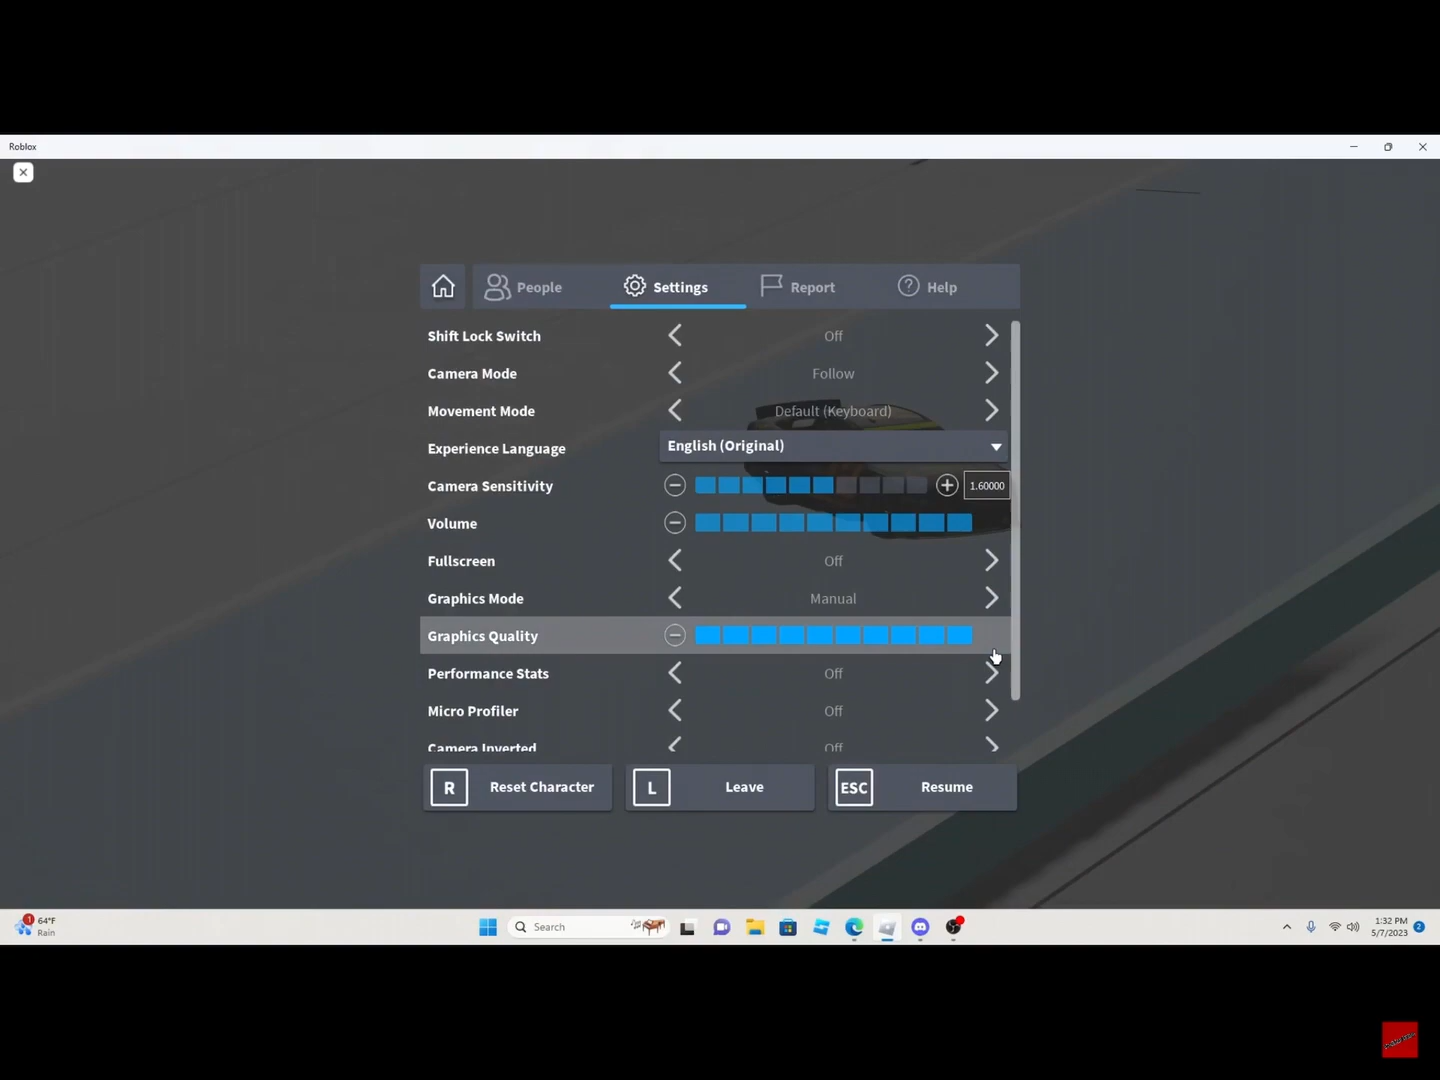 Roblox
People
Settings
Report
Help
Shift Lock Switch Off
Camera Mode Follow
Movement Mode Default (Keyboard)
Experience Language English (Original)
Camera Sensitivity 1.60000
Volume
Fullscreen Off
Graphics Mode Manual
Graphics Quality
Performance Stats Off
Micro Profiler Off
Camera Inverted Off
R Reset Character
L Leave
ESC Resume
1
64°F
Rain
Search
1:32 PM
5/7/2023
2